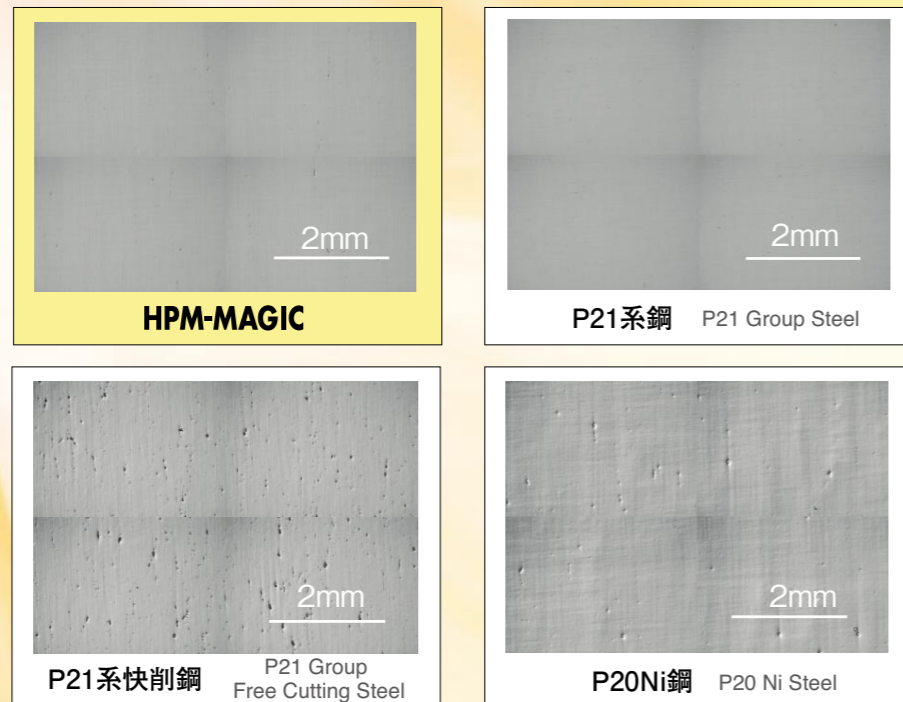 2mm
HPM-MAGIC
2mm
P21系鋼 P21 Group Steel
2mm
P21系快削鋼 P21 Group
Free Cutting Steel
2mm
P20Ni鋼 P20 Ni Steel